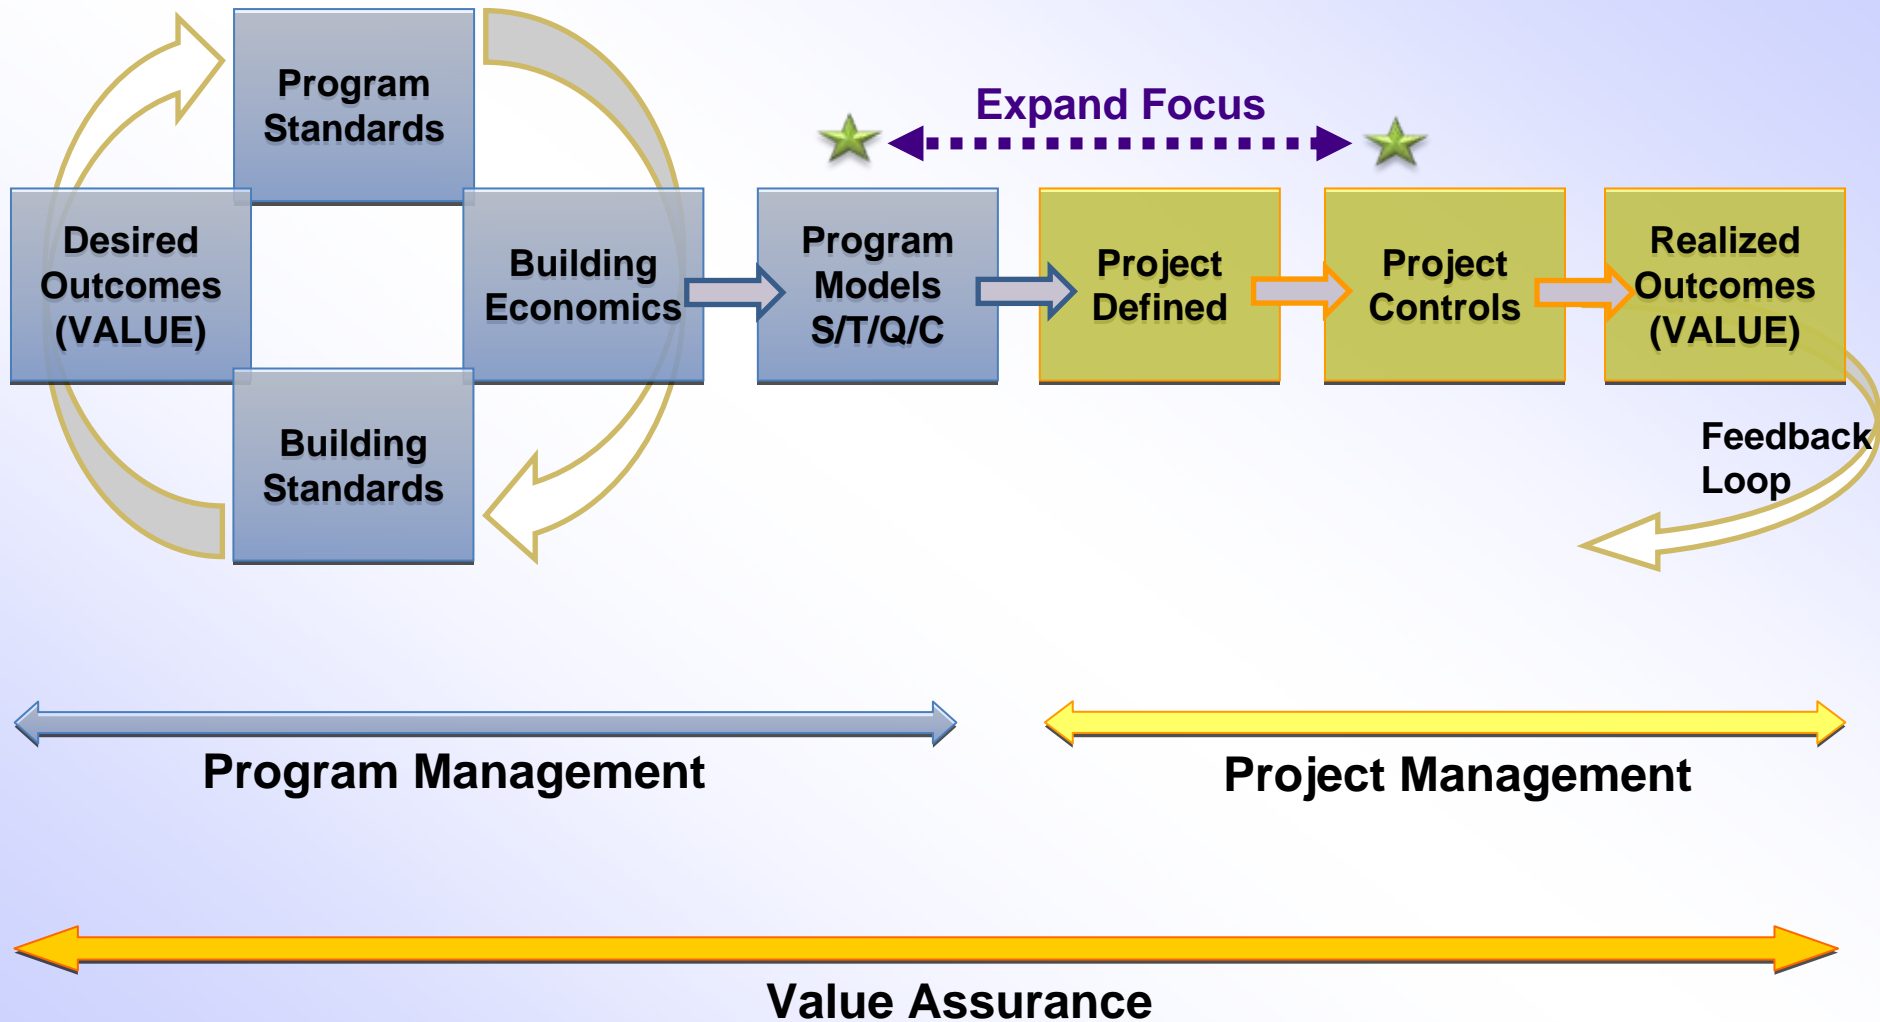 Program
Standards
Expand Focus
Desired
Outcomes
(VALUE)
Building
Economics
Program
Models
S/T/Q/C
Project
Defined
Project
Controls
Realized
Outcomes
(VALUE)
Building
Standards
Feedback
Loop
Program Management
Project Management
Value Assurance